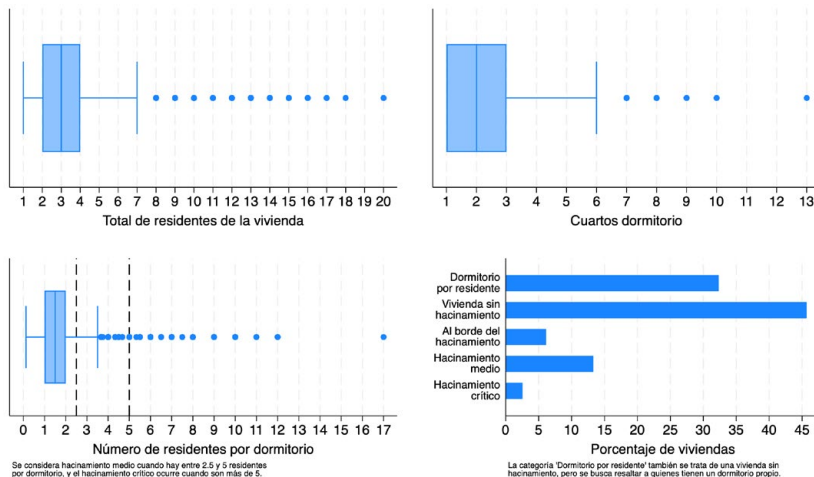 1 2 3 4 5 6 7 8 9 10 11 12 13 14 15 16 17 18 19 20
Total de residentes de la vivienda
1 2 3 4 5 6 7 8 9 10 11 12 13
Cuartos dormitorio
0 1 2 3 4 5 6 7 8 9 10 11 12 13 14 15 16 17
Número de residentes por dormitorio
Se considera hacinamiento medio cuando hay entre 2.5 y 5 residentes
por dormitorio, y el hacinamiento crítico ocurre cuando son más de 5.
Dormitorio
por residente
Vivienda sin
hacinamiento
Al borde del
hacinamiento
Hacinamiento
medio
Hacinamiento
crítico
0 5 10 15 20 25 30 35 40 45
Porcentaje de viviendas
La categoría 'Dormitorio por residente' también se trata de una vivienda sin
hacinamiento, pero se busca resaltar a quienes tienen un dormitorio propio.